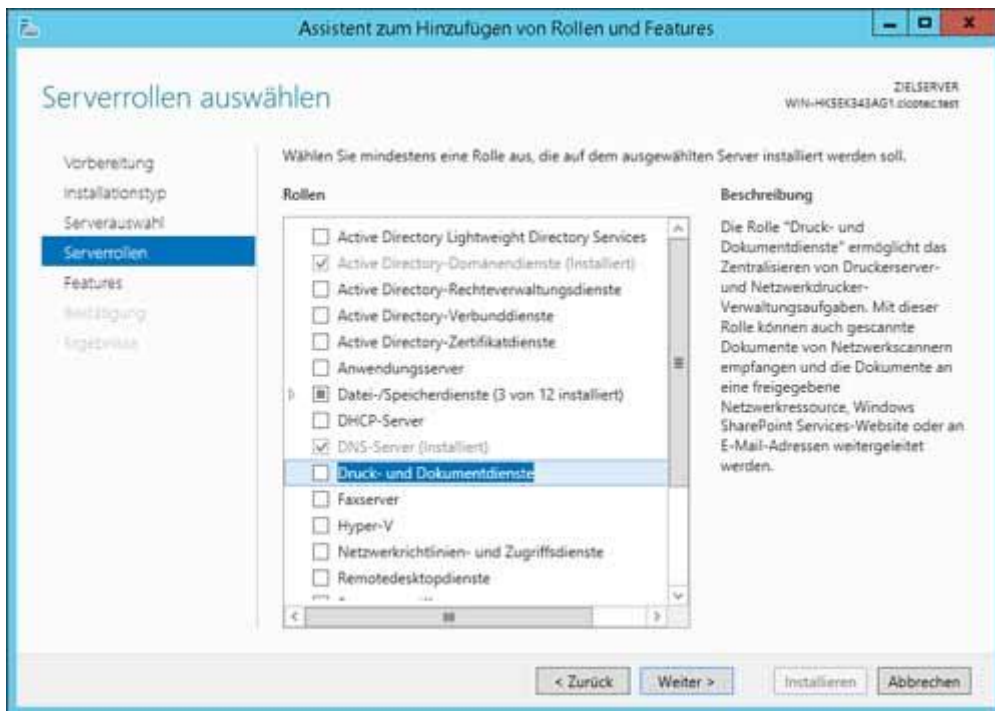 Assistent zum Hinzufügen von Rollen und Features
Serverrollen auswählen
ZIELSERVER
WIN-HK5EK343AG1.cicotec.test
Vorbereitung
Installationstyp
Serverauswahl
Serverrollen
Features
Bestätigung
Ergebnisse
Wählen Sie mindestens eine Rolle aus, die auf dem ausgewählten Server installiert werden soll.
Rollen
Active Directory Lightweight Directory Services
Active Directory-Domänendienste (Installiert)
Active Directory-Rechteverwaltungsdienste
Active Directory-Verbunddienste
Active Directory-Zertifikatdienste
Anwendungsserver
Datei-/Speicherdienste (3 von 12 installiert)
DHCP-Server
DNS-Server (Installiert)
Druck- und Dokumentdienste
Faxserver
Hyper-V
Netzwerkrichtlinien- und Zugriffsdienste
Remotedesktopdienste
Beschreibung
Die Rolle "Druck- und
Dokumentdienste" ermöglicht das
Zentralisieren von Druckerserver-
und Netzwerkdrucker-
Verwaltungsaufgaben. Mit dieser
Rolle können auch gescannte
Dokumente von Netzwerkscannern
empfangen und die Dokumente an
eine freigegebene
Netzwerkressource, Windows
SharePoint Services-Website oder an
E-Mail-Adressen weitergeleitet
werden.
< Zurück
Weiter >
Installieren
Abbrechen